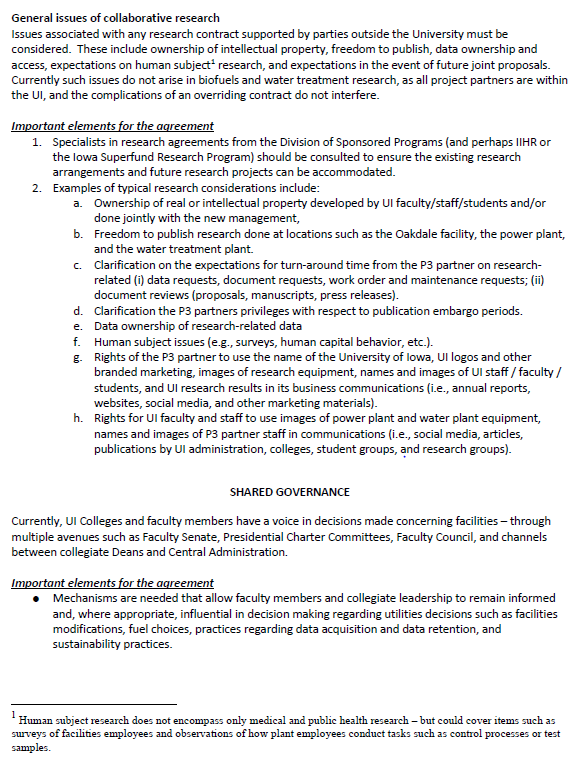 General issues of collaborative research
Issues associated with any research contract supported by parties outside the University must be
considered.  These include ownership of intellectual property, freedom to publish, data ownership and
access, expectations on human subject¹ research, and expectations in the event of future joint proposals.
Currently such issues do not arise in biofuels and water treatment research, as all project partners are within
the UI, and the complications of an overriding contract do not interfere.
Important elements for the agreement
1. Specialists in research agreements from the Division of Sponsored Programs (and perhaps IIHR or
the Iowa Superfund Research Program) should be consulted to ensure the existing research
arrangements and future research projects can be accommodated.
2. Examples of typical research considerations include:
a. Ownership of real or intellectual property developed by UI faculty/staff/students and/or
done jointly with the new management,
b. Freedom to publish research done at locations such as the Oakdale facility, the power plant,
and the water treatment plant.
c. Clarification on the expectations for turn-around time from the P3 partner on research-
related (i) data requests, document requests, work order and maintenance requests; (ii)
document reviews (proposals, manuscripts, press releases).
d. Clarification the P3 partners privileges with respect to publication embargo periods.
e. Data ownership of research-related data
f. Human subject issues (e.g., surveys, human capital behavior, etc.).
g. Rights of the P3 partner to use the name of the University of Iowa, UI logos and other
branded marketing, images of research equipment, names and images of UI staff / faculty /
students, and UI research results in its business communications (i.e., annual reports,
websites, social media, and other marketing materials).
h. Rights for UI faculty and staff to use images of power plant and water plant equipment,
names and images of P3 partner staff in communications (i.e., social media, articles,
publications by UI administration, colleges, student groups, and research groups).
SHARED GOVERNANCE
Currently, UI Colleges and faculty members have a voice in decisions made concerning facilities – through
multiple avenues such as Faculty Senate, Presidential Charter Committees, Faculty Council, and channels
between collegiate Deans and Central Administration.
Important elements for the agreement
● Mechanisms are needed that allow faculty members and collegiate leadership to remain informed
and, where appropriate, influential in decision making regarding utilities decisions such as facilities
modifications, fuel choices, practices regarding data acquisition and data retention, and
sustainability practices.
¹ Human subject research does not encompass only medical and public health research – but could cover items such as
surveys of facilities employees and observations of how plant employees conduct tasks such as control processes or test
samples.